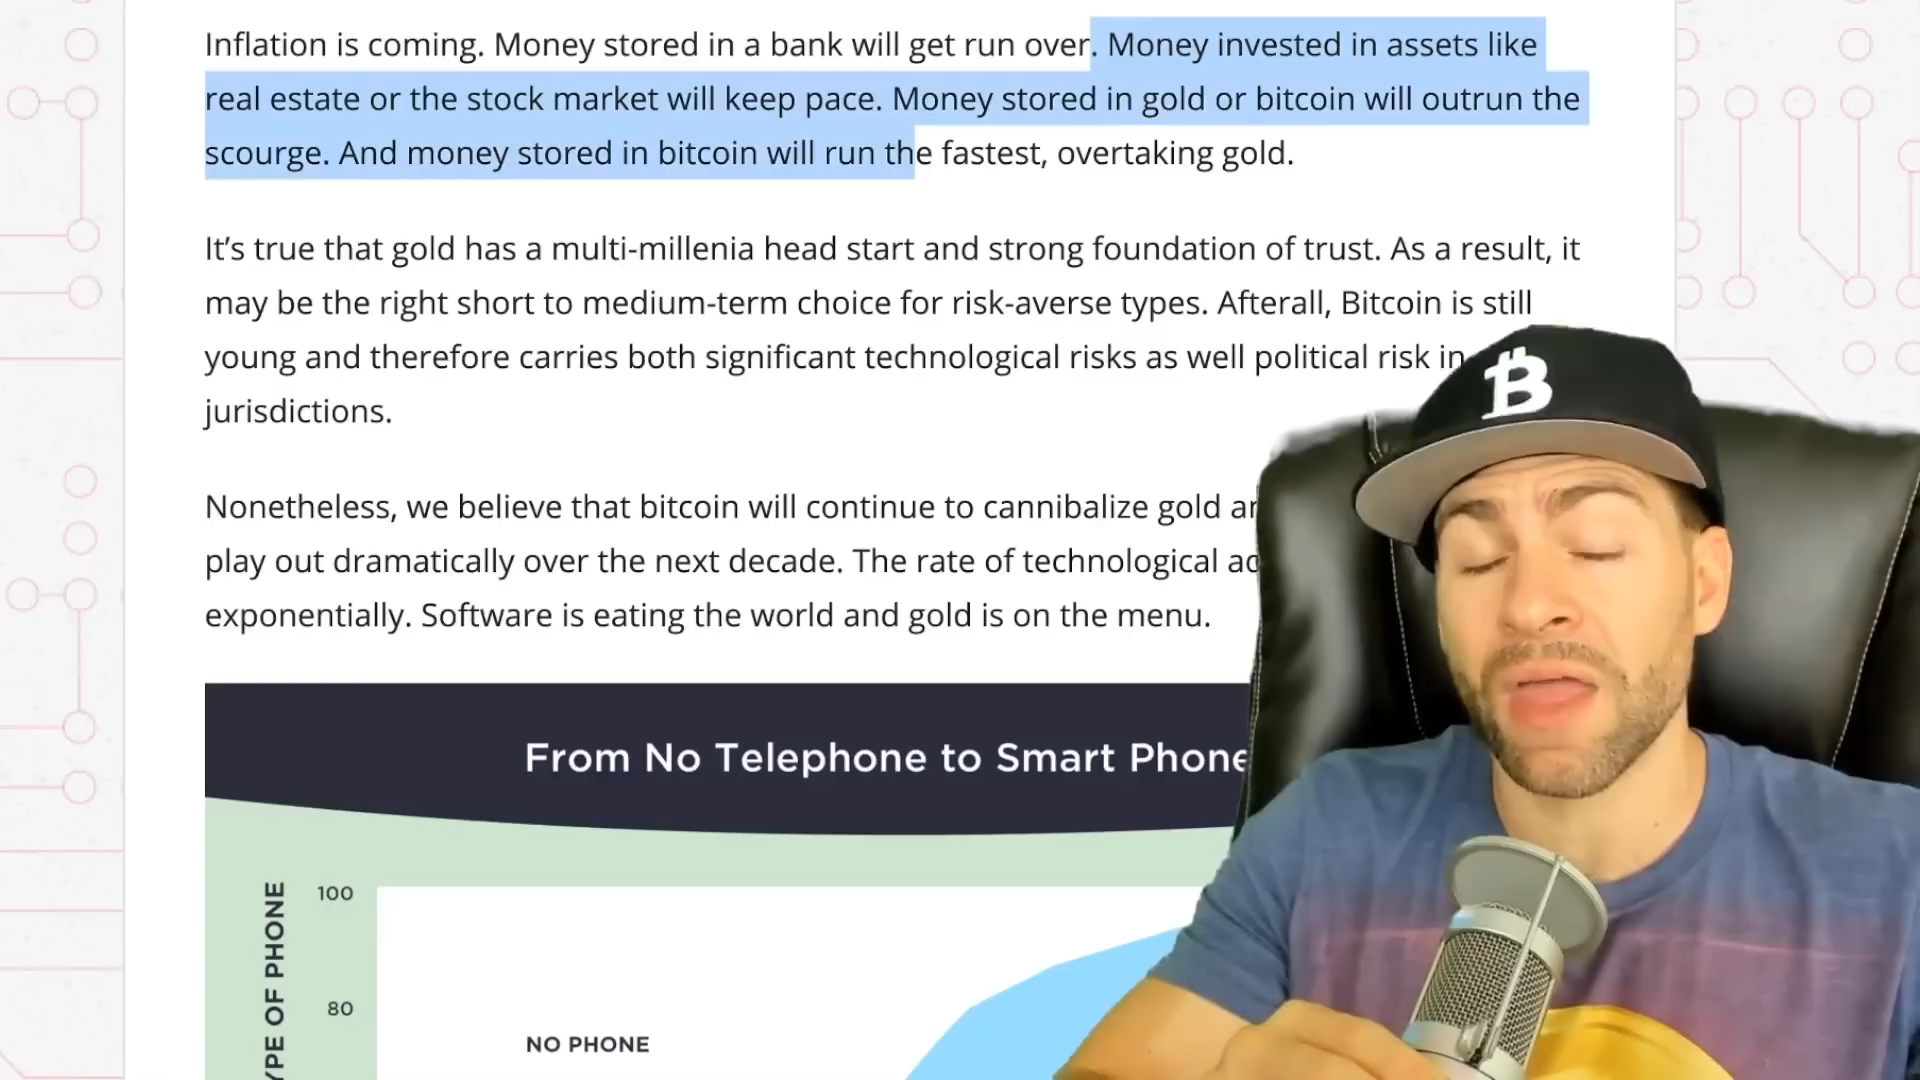 Inflation is coming. Money stored in a bank will get run over. Money invested in assets like
real estate or the stock market will keep pace. Money stored in gold or bitcoin will outrun the
scourge. And money stored in bitcoin will run the fastest, overtaking gold.
It’s true that gold has a multi-millenia head start and strong foundation of trust. As a result, it
may be the right short to medium-term choice for risk-averse types. Afterall, Bitcoin is still
young and therefore carries both significant technological risks as well political risk in
jurisdictions.
Nonetheless, we believe that bitcoin will continue to cannibalize gold
play out dramatically over the next decade. The rate of technological
exponentially. Software is eating the world and gold is on the menu.
From No Telephone to Smart Phone
100
80
OF PHONE
NO PHONE
₿